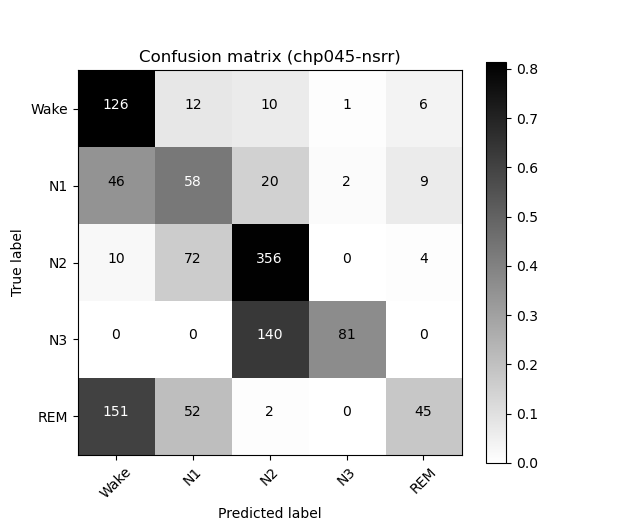 Confusion matrix (chp045-nsrr)
True label
Wake 126 12 10 1 6
N1 46 58 20 2 9
N2 10 72 356 0 4
N3 0 0 140 81 0
REM 151 52 2 0 45
Wake N1 N2 N3 REM
Predicted label
0.8
0.7
0.6
0.5
0.4
0.3
0.2
0.1
0.0